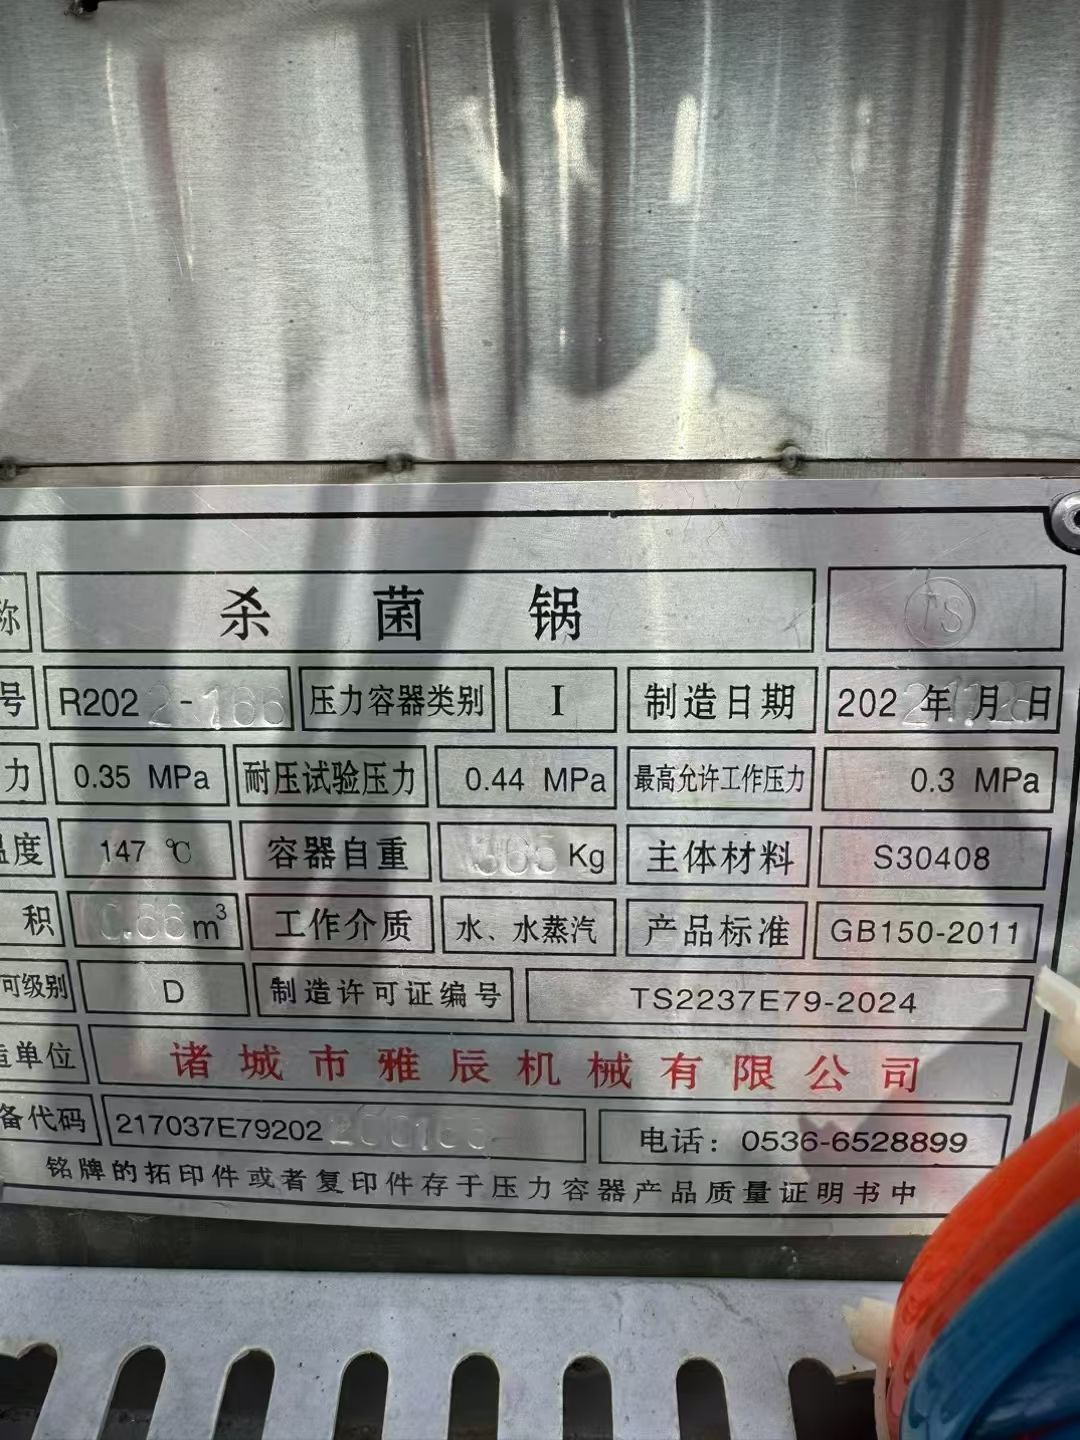 称 杀菌锅 TS
号 R2022-166 压力容器类别 I 制造日期 202 年 月 日
力 0.35 MPa 耐压试验压力 0.44 MPa 最高允许工作压力 0.3 MPa
温度 147 ℃ 容器自重 365 Kg 主体材料 S30408
积 0.66 m³ 工作介质 水、水蒸汽 产品标准 GB150-2011
可级别 D 制造许可证编号 TS2237E79-2024
造单位 诸城市雅辰机械有限公司
备代码 217037E79202 电话：0536-6528899
铭牌的拓印件或者复印件存于压力容器产品质量证明书中